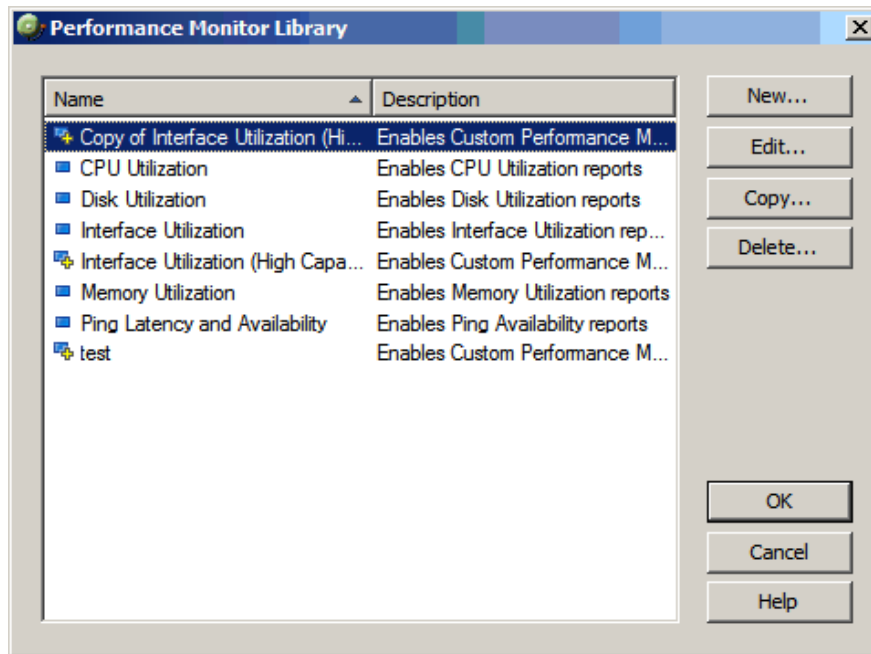 Performance Monitor Library
Name Description
Copy of Interface Utilization (Hi... Enables Custom Performance M...
CPU Utilization Enables CPU Utilization reports
Disk Utilization Enables Disk Utilization reports
Interface Utilization Enables Interface Utilization rep...
Interface Utilization (High Capa... Enables Custom Performance M...
Memory Utilization Enables Memory Utilization reports
Ping Latency and Availability Enables Ping Availability reports
test Enables Custom Performance M...
New...
Edit...
Copy...
Delete...
OK
Cancel
Help